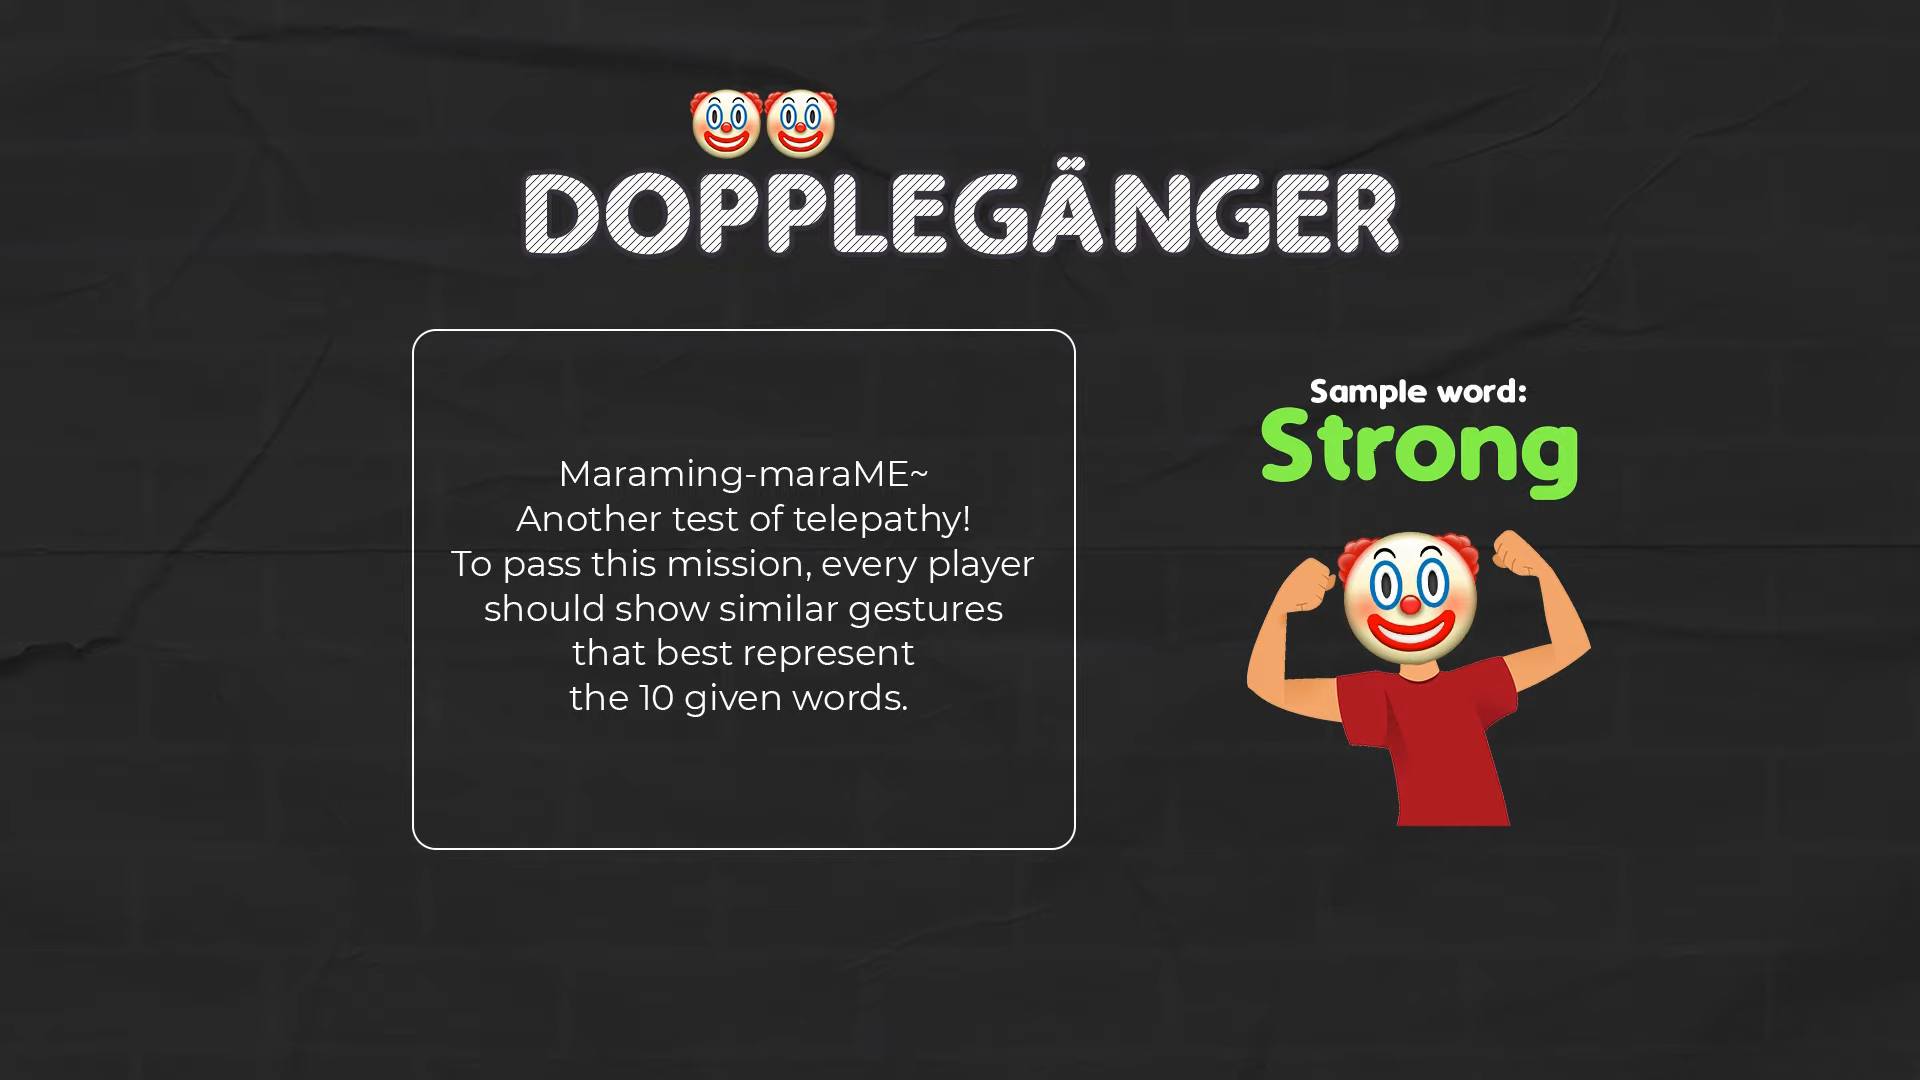 DOPPLEGÄNGER
Maraming-maraME~
Another test of telepathy!
To pass this mission, every player
should show similar gestures
that best represent
the 10 given words.
Sample word:
Strong